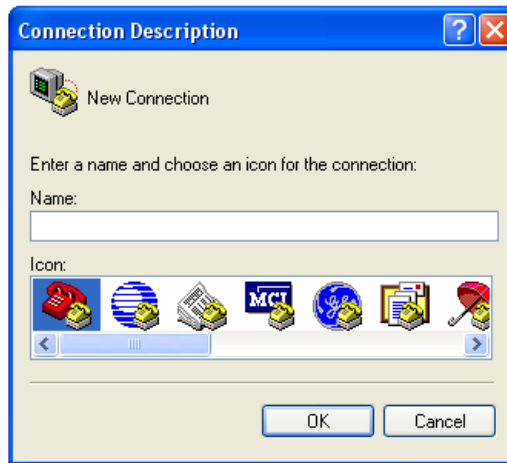 Connection Description
New Connection
Enter a name and choose an icon for the connection:
Name:
Icon:
MCI
OK Cancel